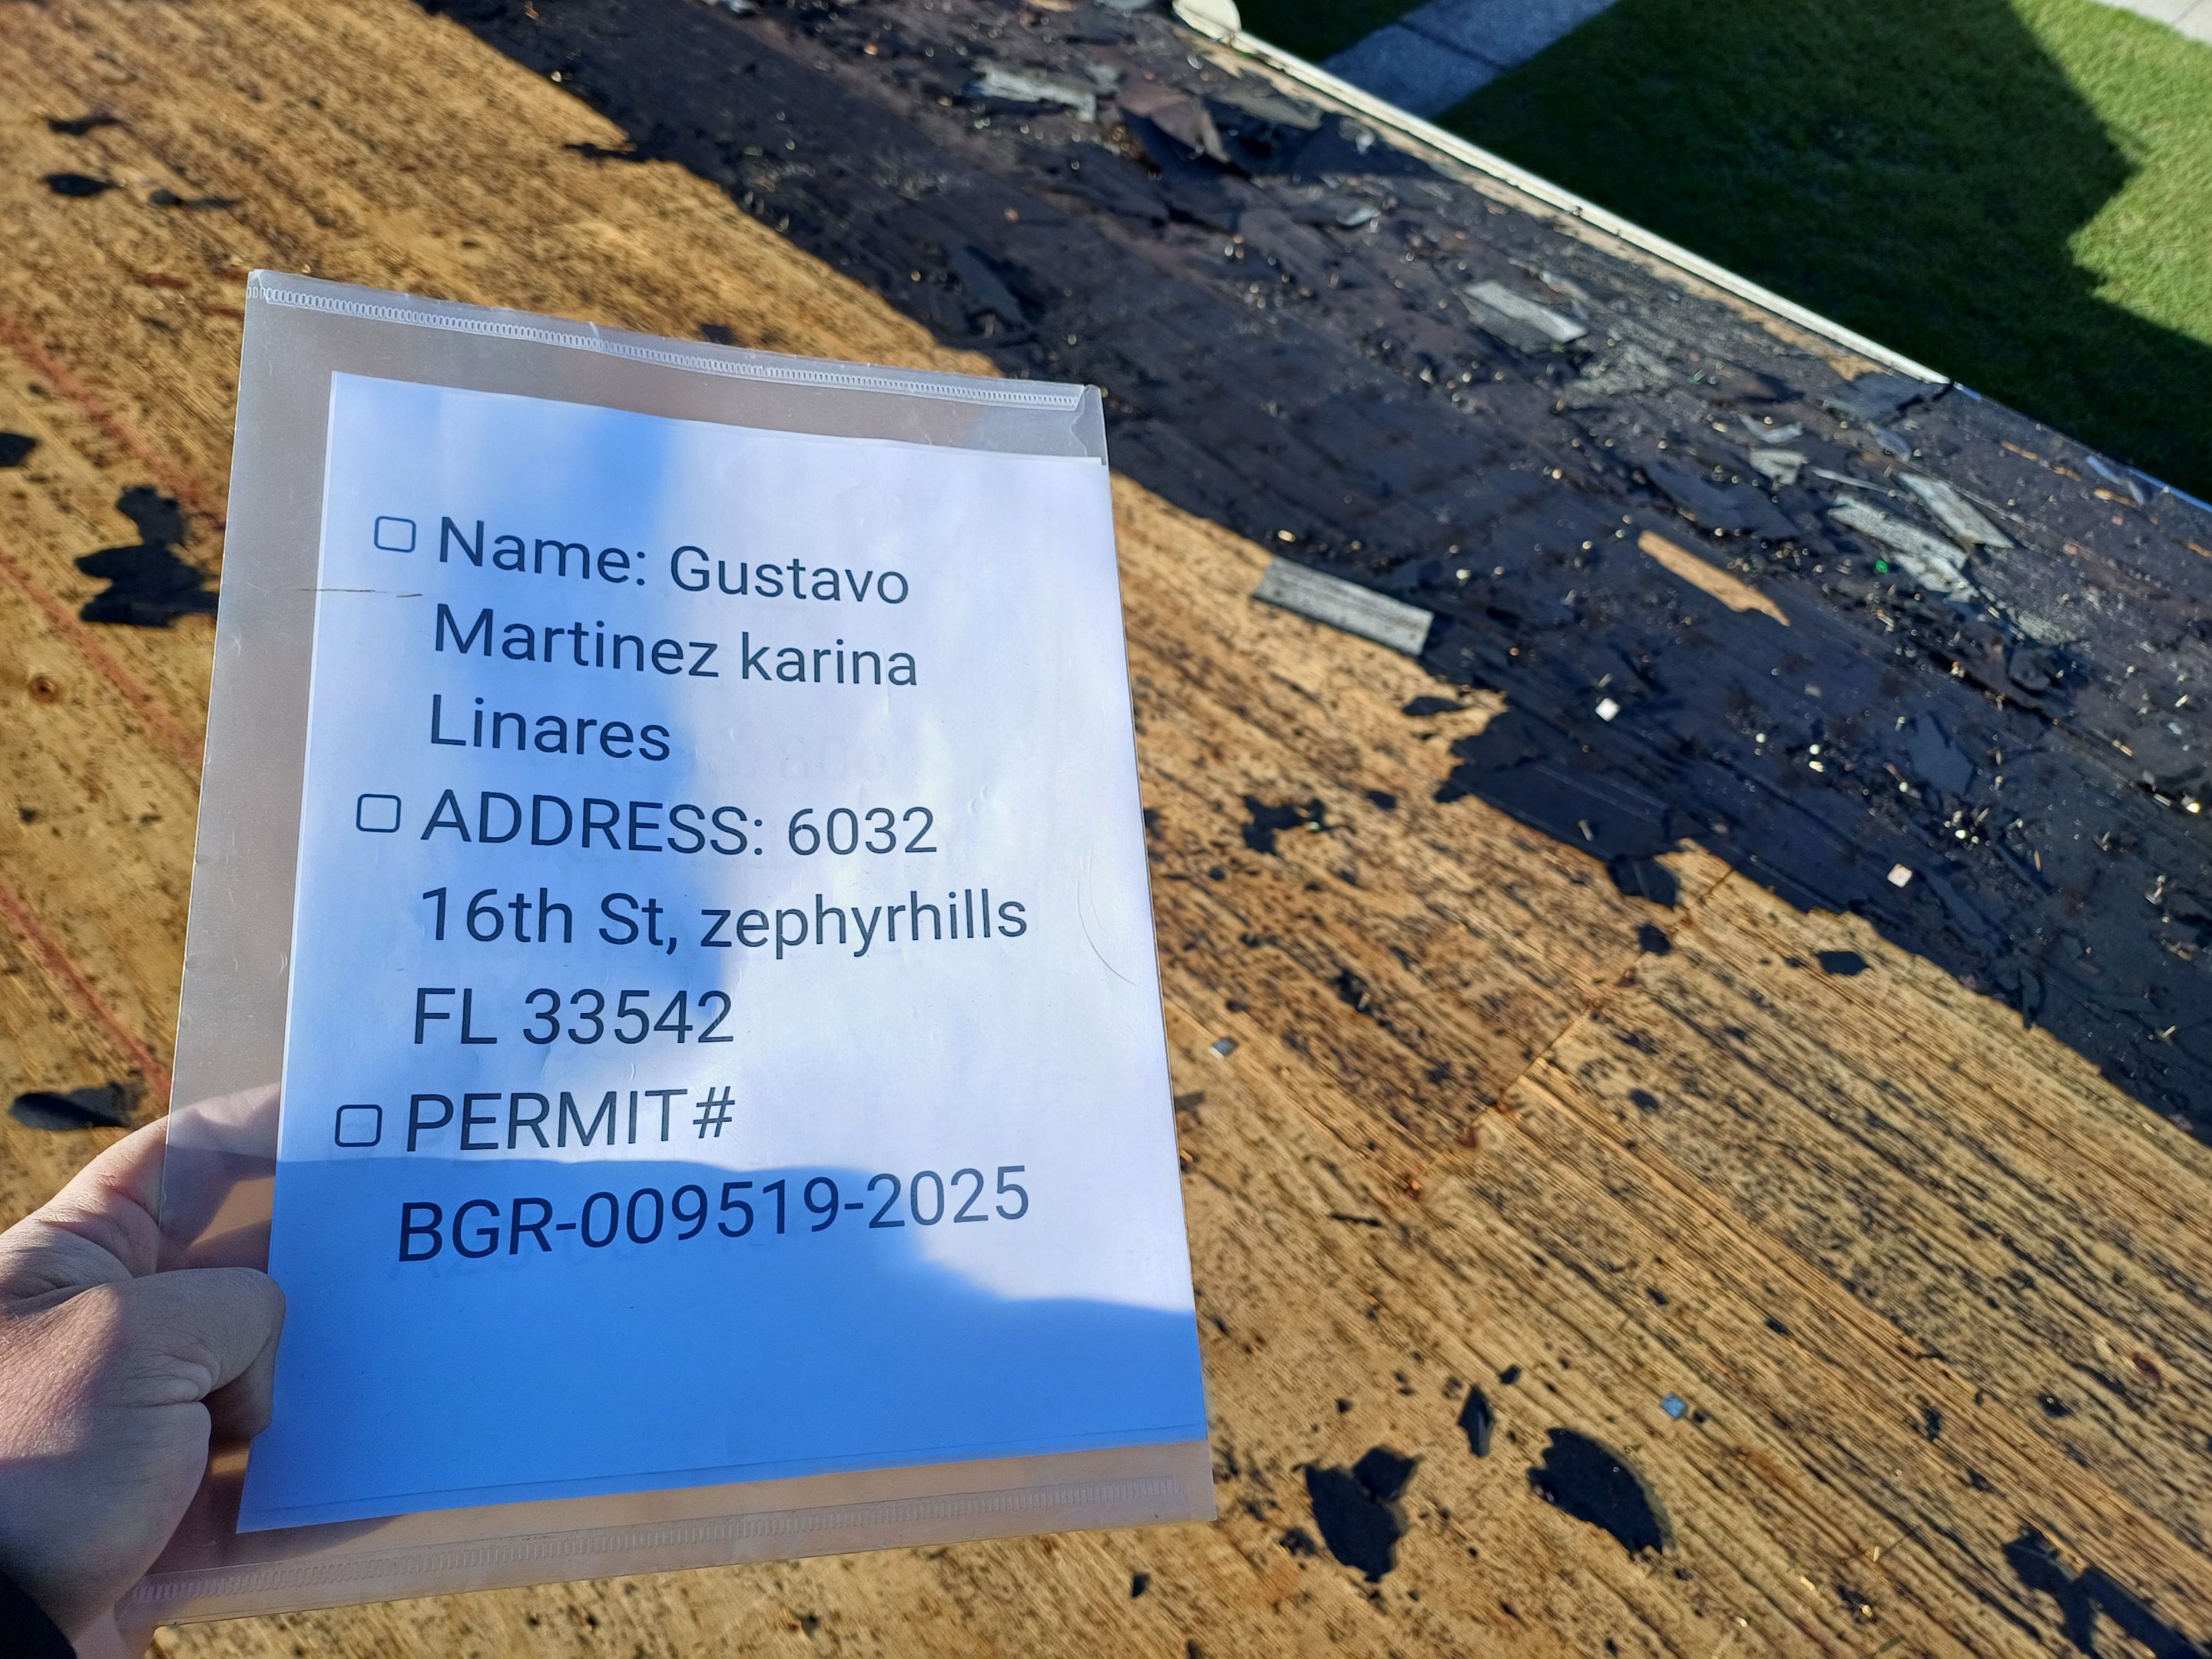 Name: Gustavo
Martinez karina
Linares
ADDRESS: 6032
16th St, zephyrhills
FL 33542
PERMIT#
BGR-009519-2025